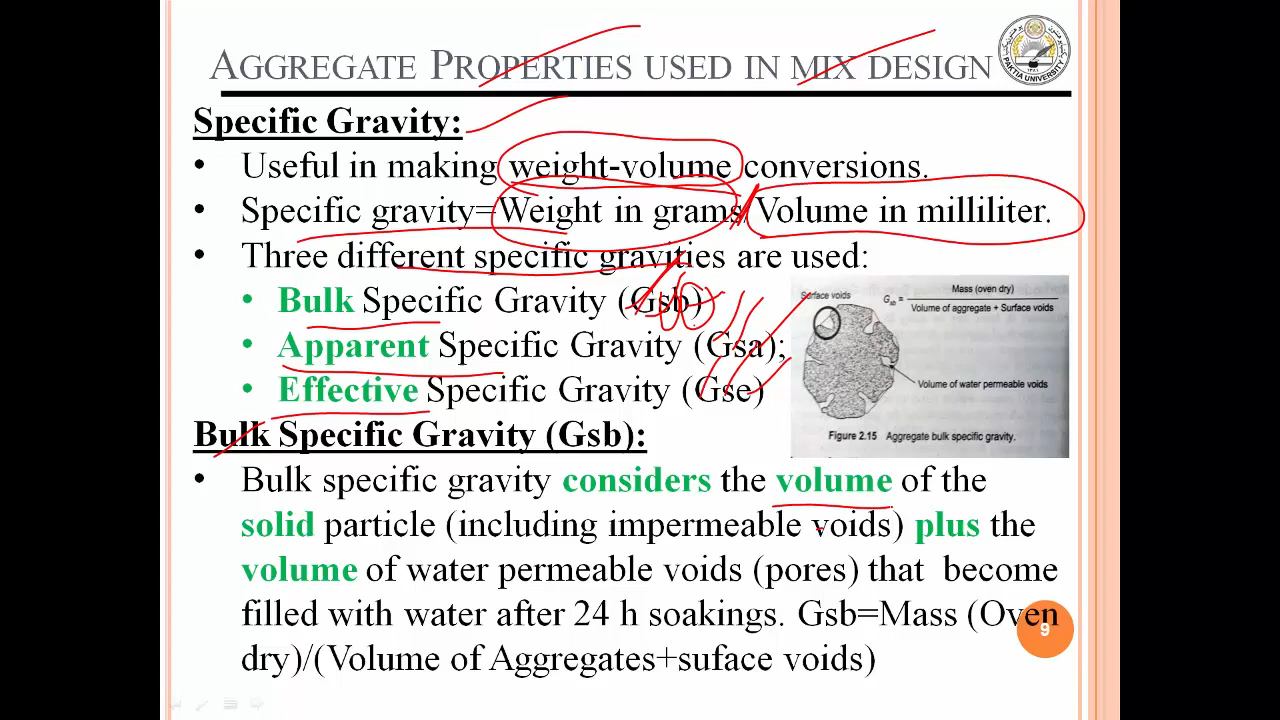 AGGREGATE PROPERTIES USED IN MIX DESIGN
PAKTIA UNIVERSITY
Specific Gravity:
• Useful in making weight-volume conversions.
• Specific gravity=Weight in grams/Volume in milliliter.
• Three different specific gravities are used:
• Bulk Specific Gravity (Gsb)
• Apparent Specific Gravity (Gsa);
• Effective Specific Gravity (Gse)
Surface voids
Gsb = Mass (oven dry)
Volume of aggregate + Surface voids
Volume of water permeable voids
Figure 2.15 Aggregate bulk specific gravity.
Bulk Specific Gravity (Gsb):
• Bulk specific gravity considers the volume of the
solid particle (including impermeable voids) plus the
volume of water permeable voids (pores) that become
filled with water after 24 h soakings. Gsb=Mass (Oven
dry)/(Volume of Aggregates+suface voids)
9